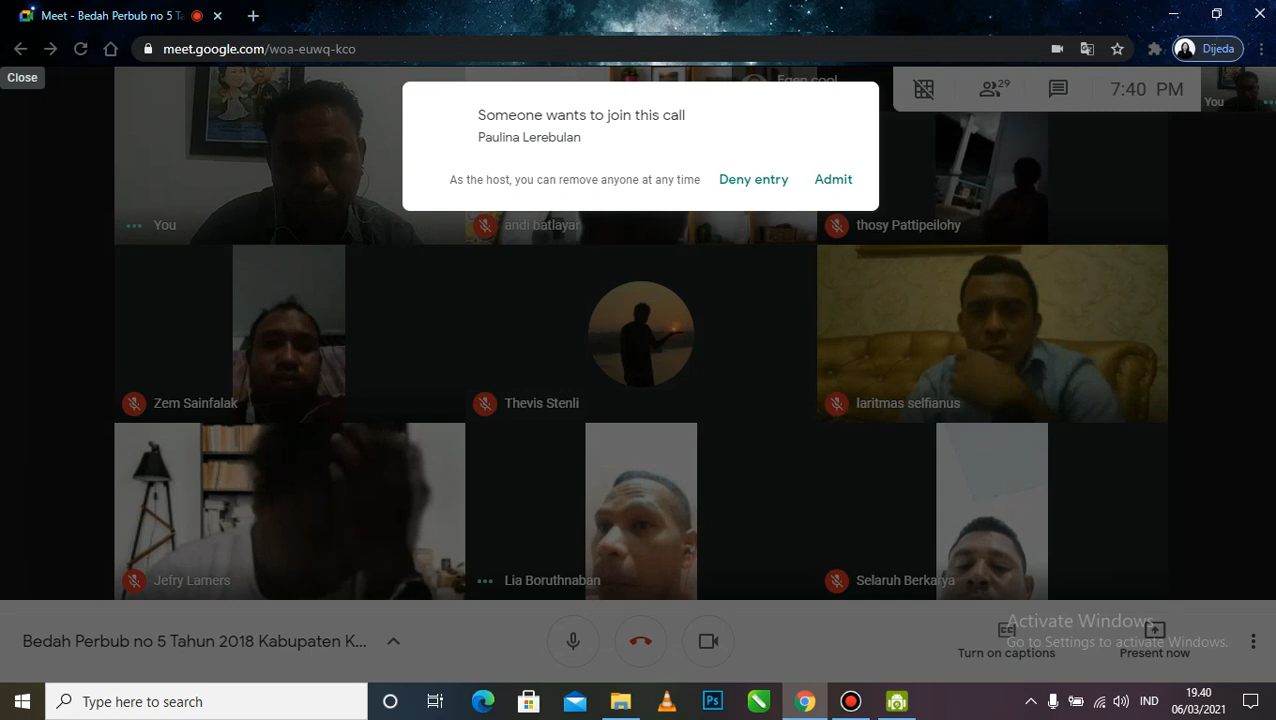 Meet - Bedah Perbub no 5 T
meet.google.com/woa-euwq-kco
Dijeda
Close
Someone wants to join this call
Paulina Lerebulan
As the host, you can remove anyone at any time
Deny entry
Admit
Egen cool
29
7:40 PM
You
You
andi batlayar
thosy Pattipeilohy
Zem Sainfalak
Thevis Stenli
laritmas selfianus
Jefry Lamers
Lia Boruthnaban
Selaruh Berkarya
Bedah Perbub no 5 Tahun 2018 Kabupaten K...
Turn on captions
Present now
Activate Windows
Go to Settings to activate Windows.
Type here to search
Ps
19.40
06/03/2021